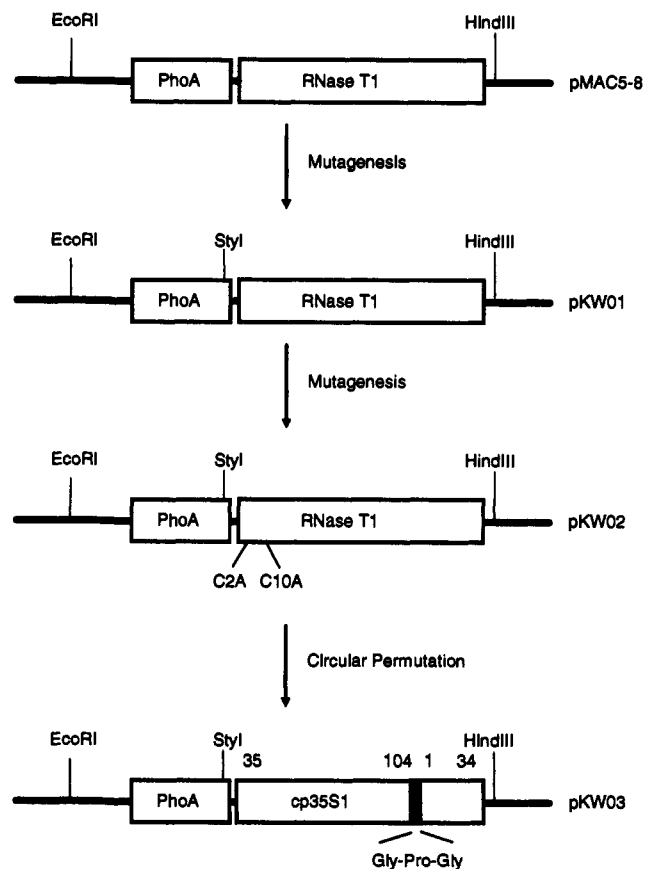 EcoRI HindIII
PhoA RNase T1 pMAC5-8
Mutagenesis
EcoRI StyI HindIII
PhoA RNase T1 pKW01
Mutagenesis
EcoRI StyI HindIII
PhoA RNase T1 pKW02
C2A C10A
Circular Permutation
EcoRI StyI HindIII
35 104 1 34
PhoA cp35S1 pKW03
Gly-Pro-Gly